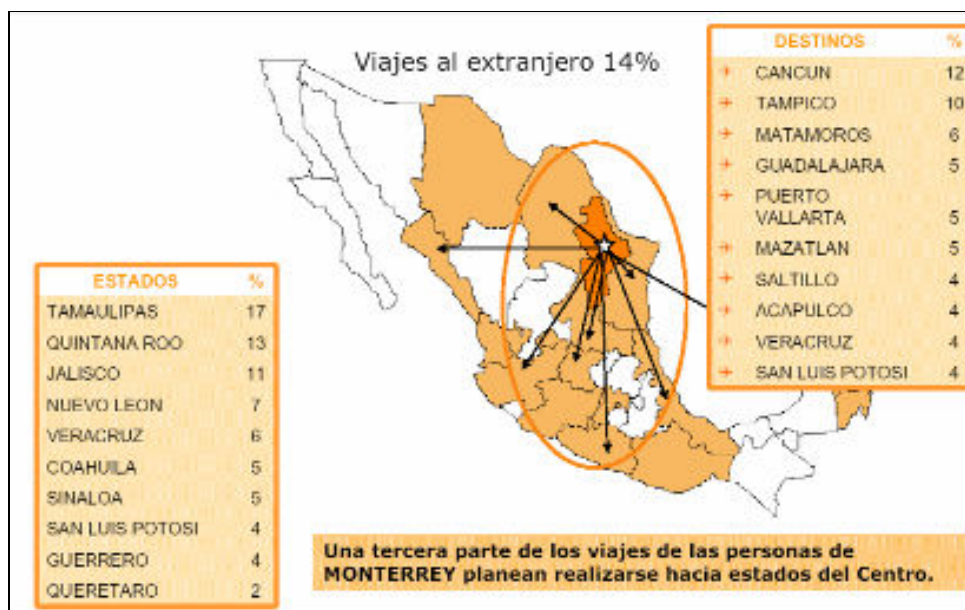 Viajes al extranjero 14%
DESTINOS %
CANCUN 12
TAMPICO 10
MATAMOROS 6
GUADALAJARA 5
PUERTO
VALLARTA 5
MAZATLAN 5
SALTILLO 4
ACAPULCO 4
VERACRUZ 4
SAN LUIS POTOSI 4
ESTADOS %
TAMAULIPAS 17
QUINTANA ROO 13
JALISCO 11
NUEVO LEON 7
VERACRUZ 6
COAHUILA 5
SINALOA 5
SAN LUIS POTOSI 4
GUERRERO 4
QUERETARO 2
Una tercera parte de los viajes de las personas de
MONTERREY planean realizarse hacia estados del Centro.